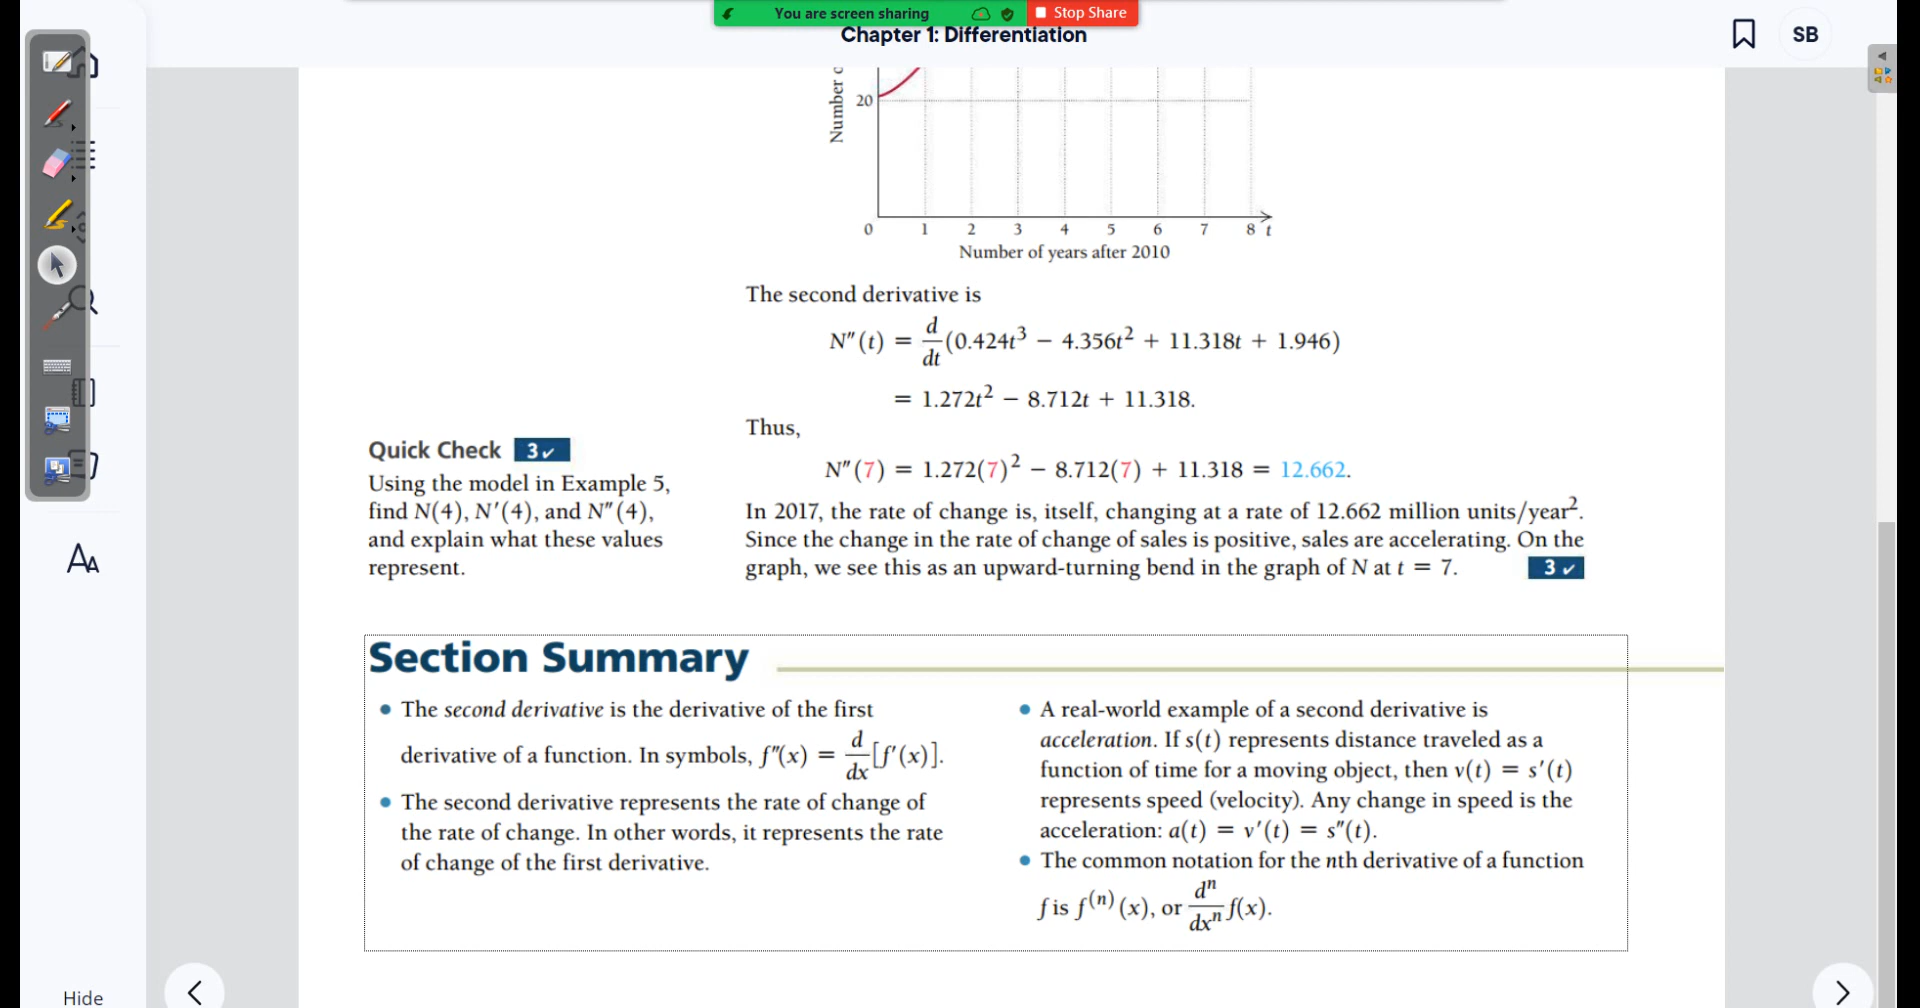 You are screen sharing
Stop Share
Chapter 1: Differentiation
SB
Number
20
0 1 2 3 4 5 6 7 8 t
Number of years after 2010
The second derivative is
N″(t) = d/dt(0.424t³ − 4.356t² + 11.318t + 1.946)
= 1.272t² − 8.712t + 11.318.
Thus,
N″(7) = 1.272(7)² − 8.712(7) + 11.318 = 12.662.
In 2017, the rate of change is, itself, changing at a rate of 12.662 million units/year².
Since the change in the rate of change of sales is positive, sales are accelerating. On the
graph, we see this as an upward-turning bend in the graph of N at t = 7.
3 ✓
Quick Check 3✓
Using the model in Example 5,
find N(4), N′(4), and N″(4),
and explain what these values
represent.
AA
Section Summary
• The second derivative is the derivative of the first
derivative of a function. In symbols, f″(x) = d/dx[f′(x)].
• The second derivative represents the rate of change of
the rate of change. In other words, it represents the rate
of change of the first derivative.
• A real-world example of a second derivative is
acceleration. If s(t) represents distance traveled as a
function of time for a moving object, then v(t) = s′(t)
represents speed (velocity). Any change in speed is the
acceleration: a(t) = v′(t) = s″(t).
• The common notation for the nth derivative of a function
f is f⁽ⁿ⁾(x), or dⁿ/dxⁿ f(x).
Hide